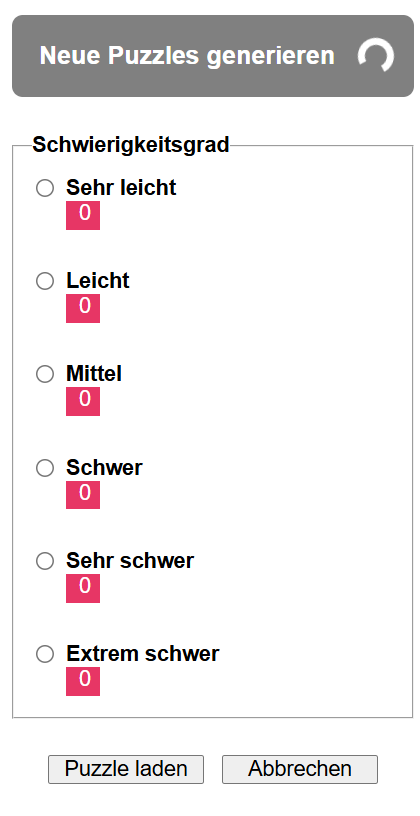 Neue Puzzles generieren
Schwierigkeitsgrad
Sehr leicht
0
Leicht
0
Mittel
0
Schwer
0
Sehr schwer
0
Extrem schwer
0
Puzzle laden Abbrechen